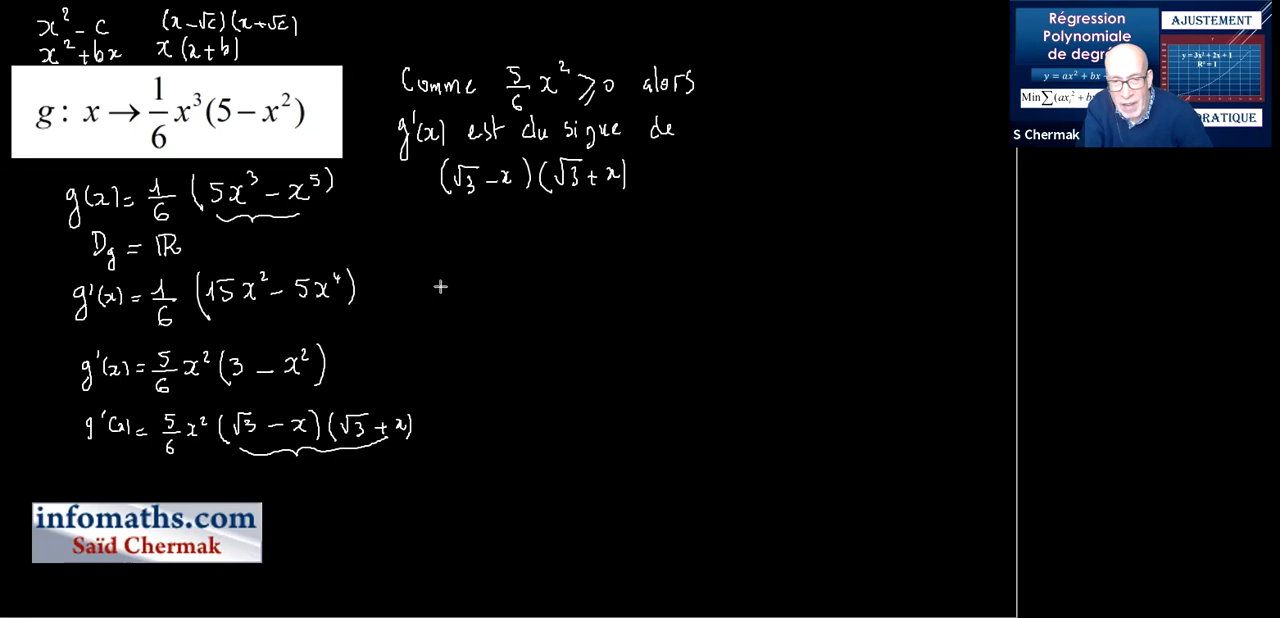 x² - c (x - √c)(x + √c)
x² + bx x(x + b)
g : x → 1/6 x³(5 - x²)
g(x) = 1/6 (5x³ - x⁵)
Dg = ℝ
g'(x) = 1/6 (15x² - 5x⁴)
g'(x) = 5/6 x² (3 - x²)
g'(x) = 5/6 x² (√3 - x)(√3 + x)
Comme 5/6 x² ⩾ 0 alors
g'(x) est du signe de
(√3 - x)(√3 + x)
infomaths.com
Saïd Chermak
Régression
Polynomiale
de degré
y = ax² + bx
Min∑(axᵢ² + b
AJUSTEMENT
y = 3x² + 2x + 1
R² = 1
RATIQUE
S Chermak